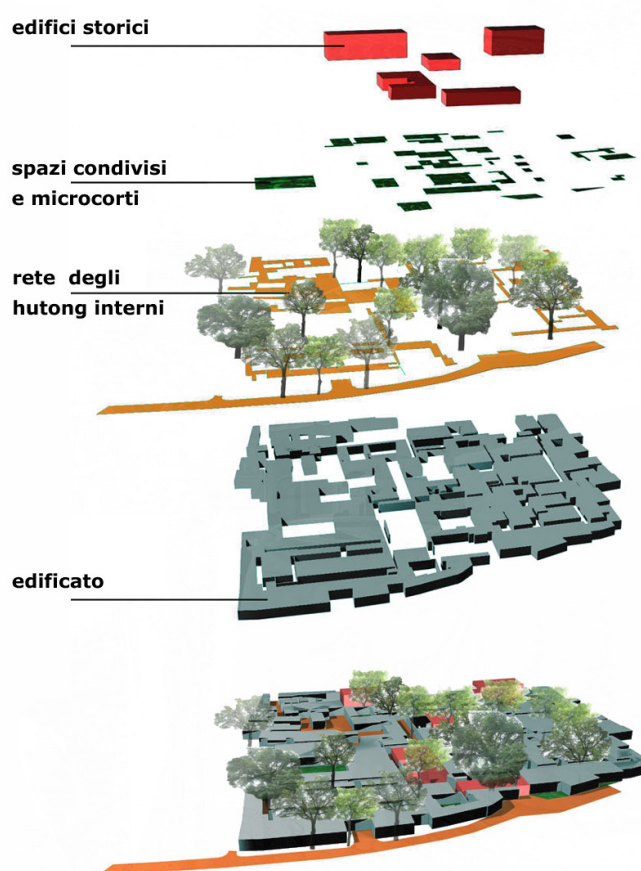 edifici storici
spazi condivisi
e microcorti
rete degli
hutong interni
edificato